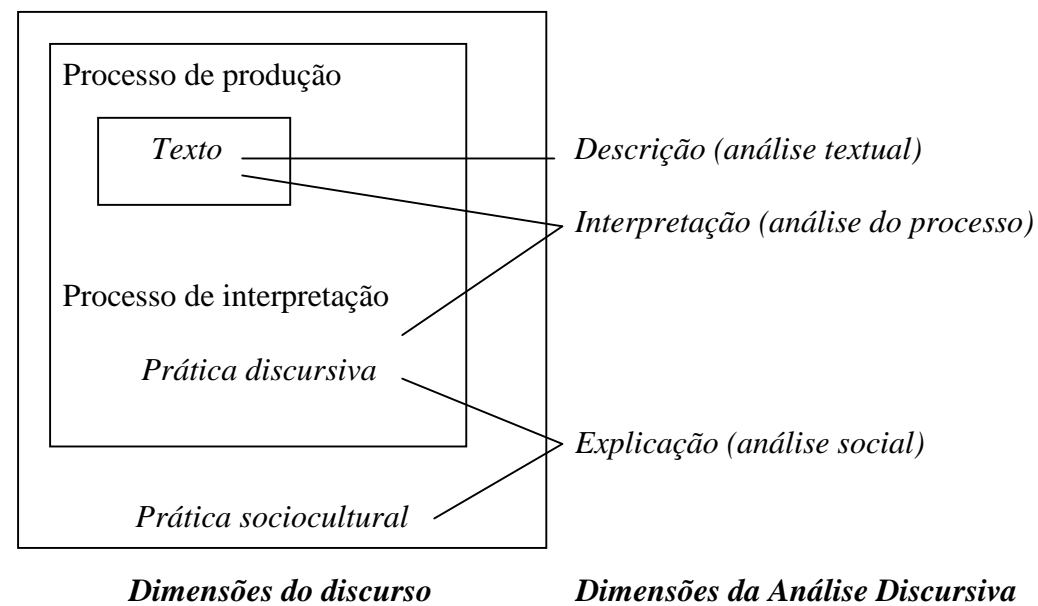 Processo de produção
Texto
Descrição (análise textual)
Interpretação (análise do processo)
Processo de interpretação
Prática discursiva
Explicação (análise social)
Prática sociocultural
Dimensões do discurso
Dimensões da Análise Discursiva